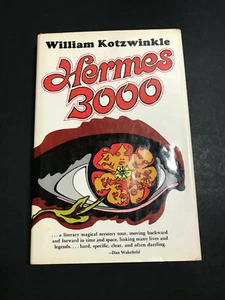 William Kotzwinkle
Hermes
3000
. . . a literary magical mystery tour, moving backward
and forward in time and space, linking many lives and
legends. . . . hard, specific, clear, and often dazzling.
—Dan Wakefield